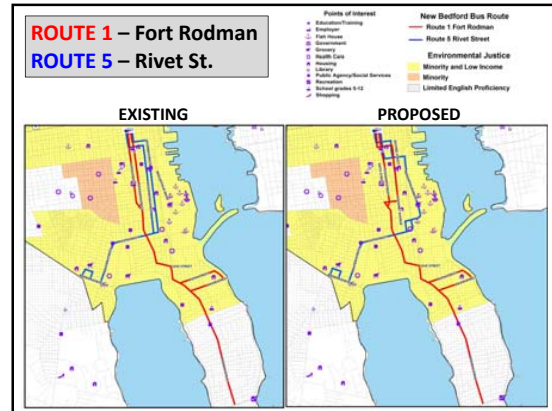 ROUTE 1 – Fort Rodman
ROUTE 5 – Rivet St.
Points of Interest
Education/Training
Employer
Fish House
Government
Grocery
Health Care
Housing
Library
Public Agency/Social Services
Recreation
School grades 5-12
Shopping
New Bedford Bus Route
Route 1 Fort Rodman
Route 5 Rivet Street
Environmental Justice
Minority and Low Income
Minority
Limited English Proficiency
EXISTING
PROPOSED